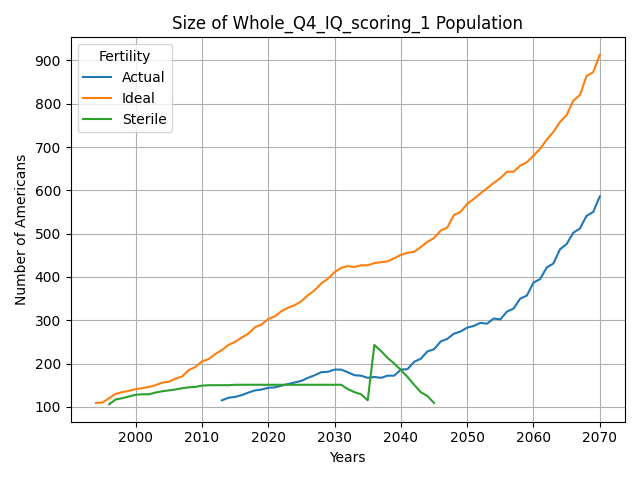 Size of Whole_Q4_IQ_scoring_1 Population
Fertility
Actual
Ideal
Sterile
Number of Americans
900
800
700
600
500
400
300
200
100
2000 2010 2020 2030 2040 2050 2060 2070
Years